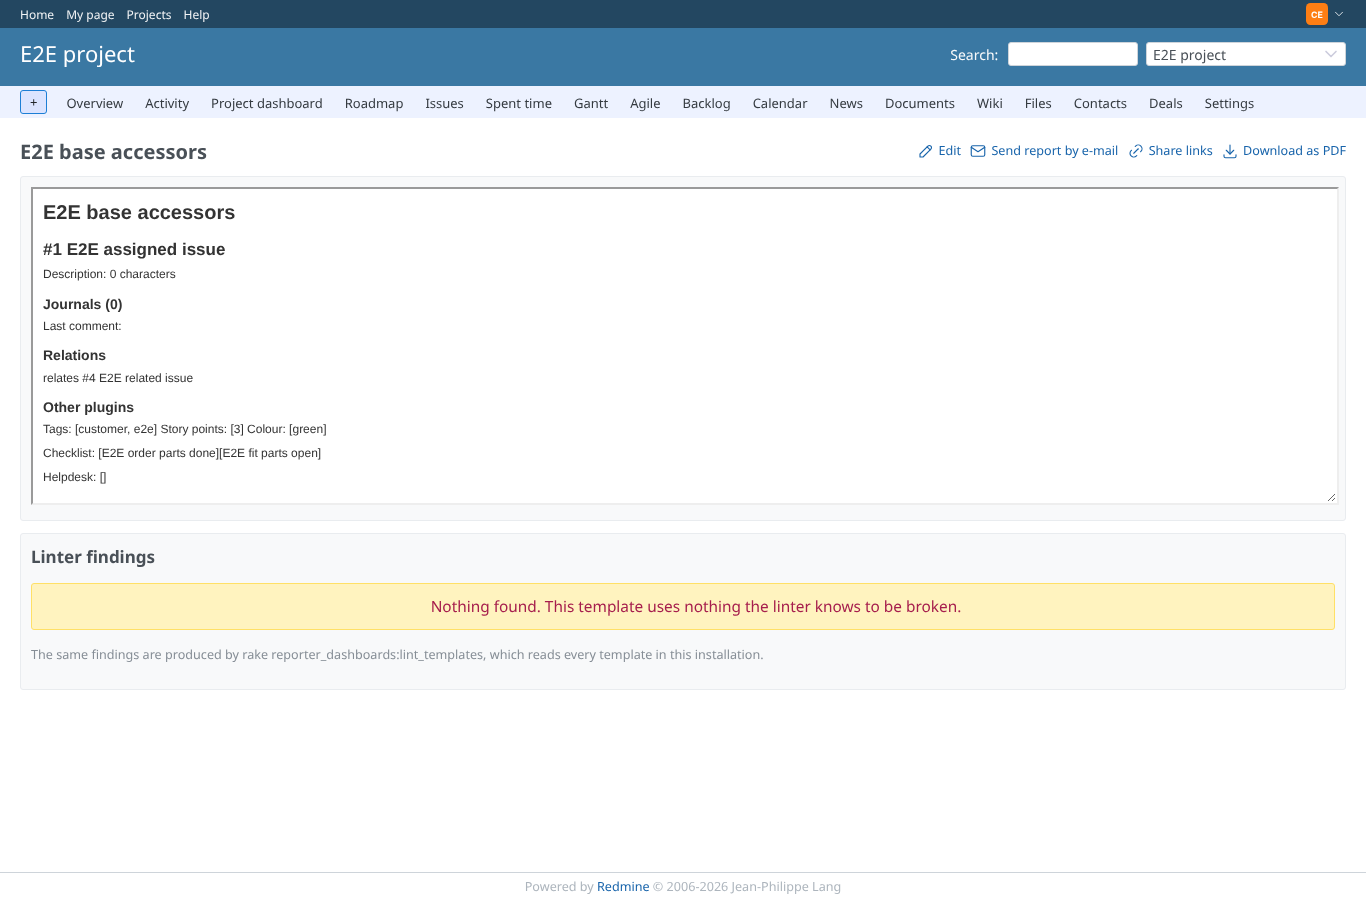 Home My page Projects Help
CE
E2E project
Search:
E2E project
+ Overview Activity Project dashboard Roadmap Issues Spent time Gantt Agile Backlog Calendar News Documents Wiki Files Contacts Deals Settings
E2E base accessors
Edit Send report by e-mail Share links Download as PDF
E2E base accessors
#1 E2E assigned issue
Description: 0 characters
Journals (0)
Last comment:
Relations
relates #4 E2E related issue
Other plugins
Tags: [customer, e2e] Story points: [3] Colour: [green]
Checklist: [E2E order parts done][E2E fit parts open]
Helpdesk: []
Linter findings
Nothing found. This template uses nothing the linter knows to be broken.
The same findings are produced by rake reporter_dashboards:lint_templates, which reads every template in this installation.
Powered by Redmine © 2006-2026 Jean-Philippe Lang